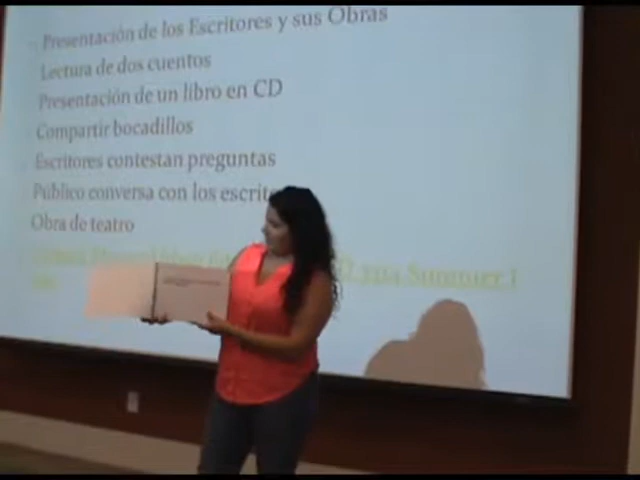 Presentación de los Escritores y sus Obras
Lectura de dos cuentos
Presentación de un libro en CD
Compartir bocadillos
Escritores contestan preguntas
Público conversa con los
Obra de teatro
Summer 1